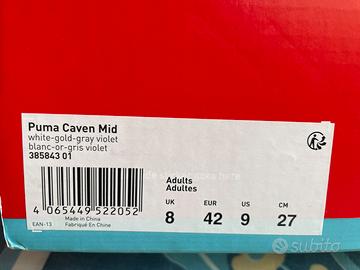 Puma Caven Mid
white-gold-gray violet
blanc-or-gris violet
385843 01
4 065449 522052
EAN-13
Made in China
Fabriqué En Chine
Adults
Adultes
UK EUR US CM
8 42 9 27
subito